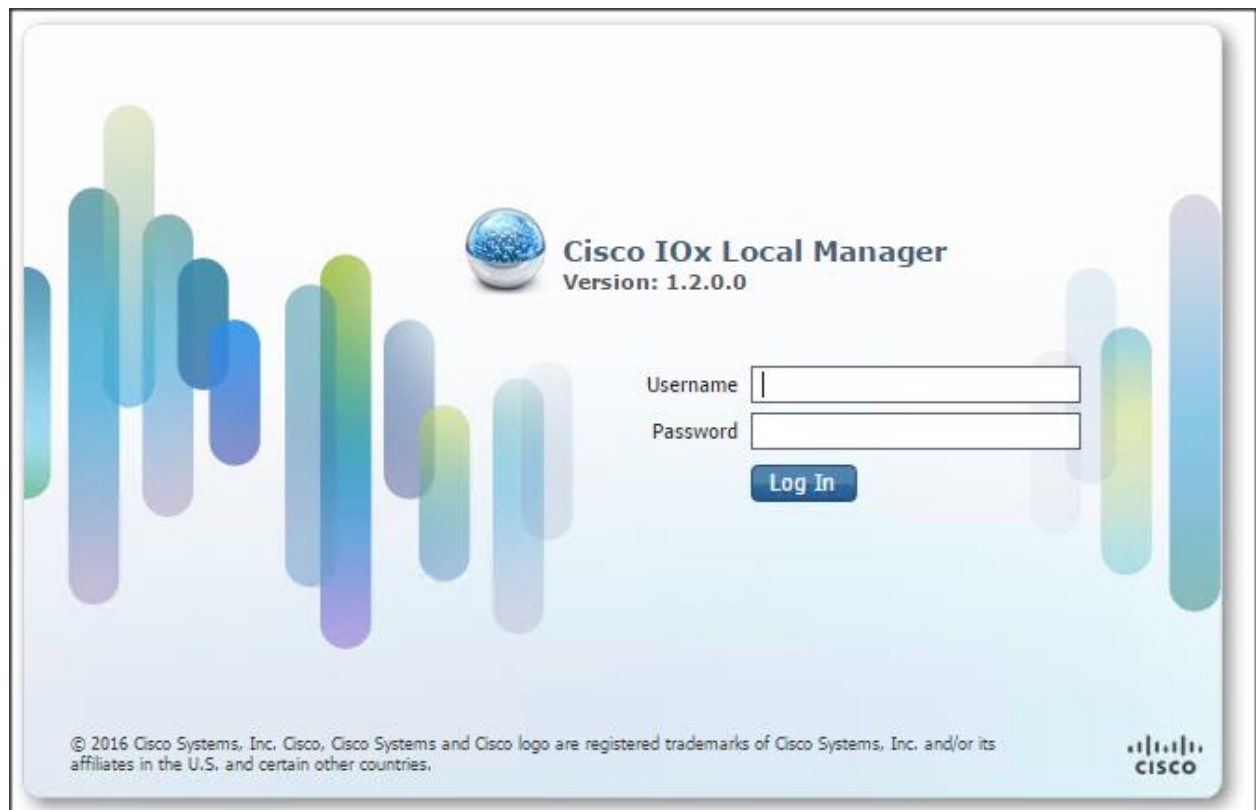 Cisco IOx Local Manager
Version: 1.2.0.0
Username
Password
Log In
© 2016 Cisco Systems, Inc. Cisco, Cisco Systems and Cisco logo are registered trademarks of Cisco Systems, Inc. and/or its
affiliates in the U.S. and certain other countries.
CISCO